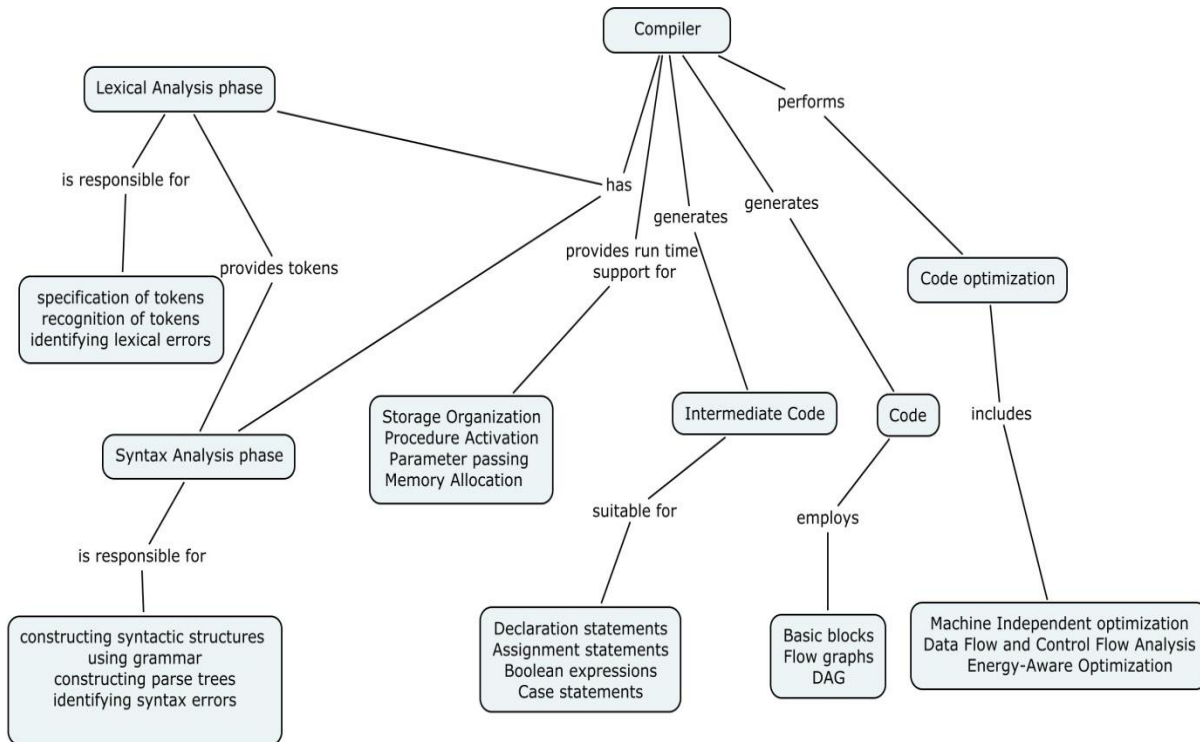 Compiler
Lexical Analysis phase
performs
is responsible for
has
generates
generates
provides run time
support for
provides tokens
Code optimization
specification of tokens
recognition of tokens
identifying lexical errors
Storage Organization
Procedure Activation
Parameter passing
Memory Allocation
Intermediate Code
Code
includes
Syntax Analysis phase
suitable for
employs
is responsible for
constructing syntactic structures
using grammar
constructing parse trees
identifying syntax errors
Declaration statements
Assignment statements
Boolean expressions
Case statements
Basic blocks
Flow graphs
DAG
Machine Independent optimization
Data Flow and Control Flow Analysis
Energy-Aware Optimization